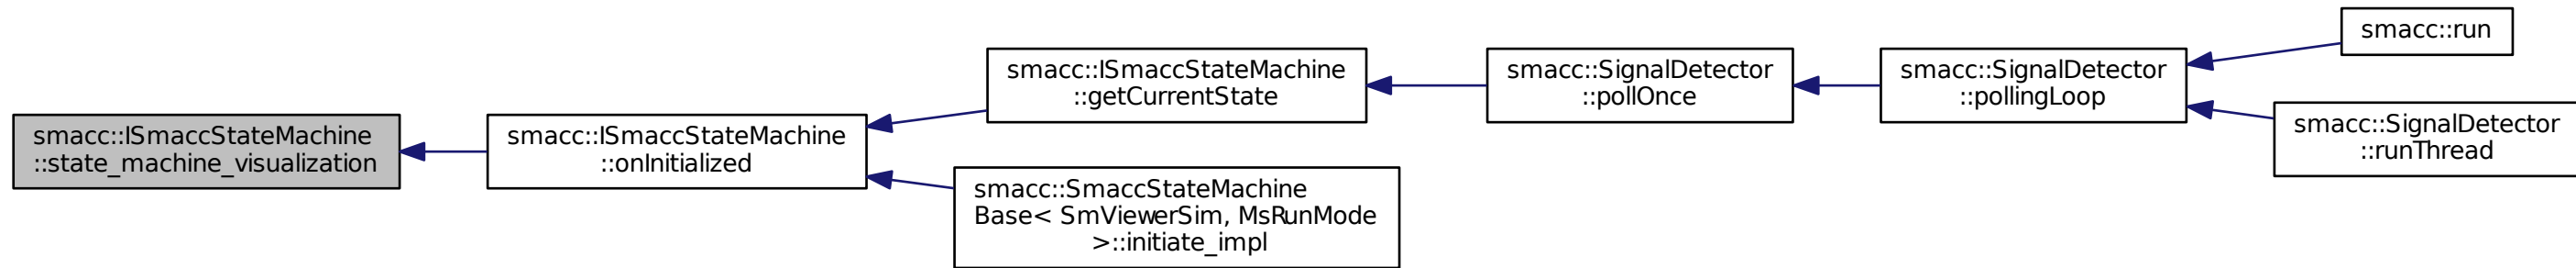 smacc::ISmaccStateMachine
::state_machine_visualization
smacc::ISmaccStateMachine
::onInitialized
smacc::ISmaccStateMachine
::getCurrentState
smacc::SmaccStateMachine
Base< SmViewerSim, MsRunMode
>::initiate_impl
smacc::SignalDetector
::pollOnce
smacc::SignalDetector
::pollingLoop
smacc::run
smacc::SignalDetector
::runThread